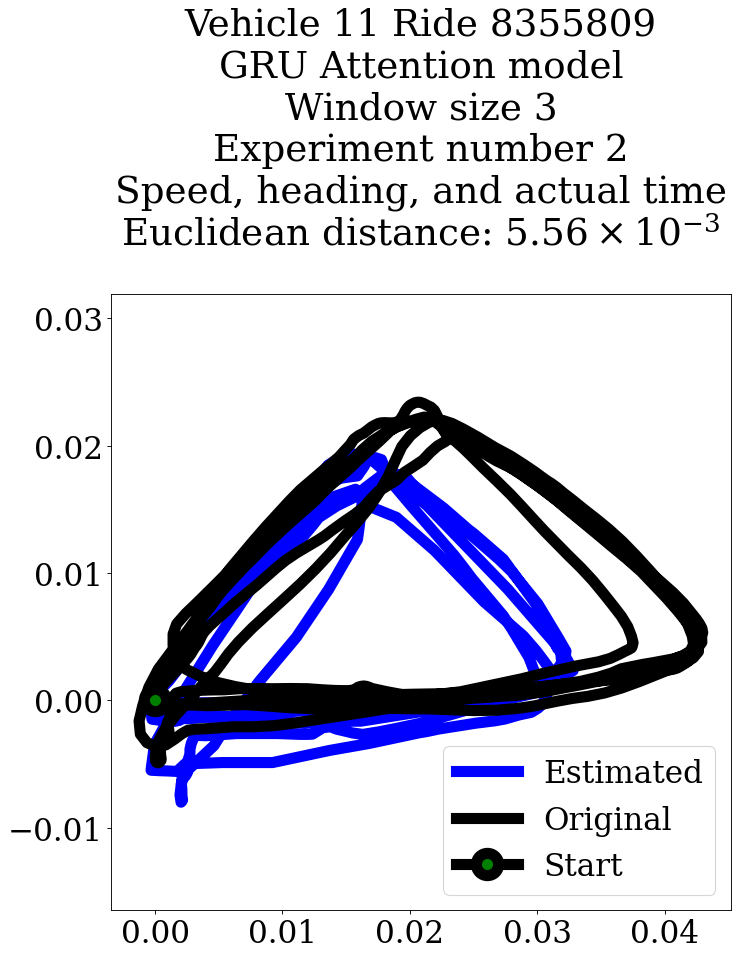 Vehicle 11 Ride 8355809
GRU Attention model
Window size 3
Experiment number 2
Speed, heading, and actual time
Euclidean distance: 5.56 × 10⁻³
0.03
0.02
0.01
0.00
−0.01
Estimated
Original
Start
0.00 0.01 0.02 0.03 0.04